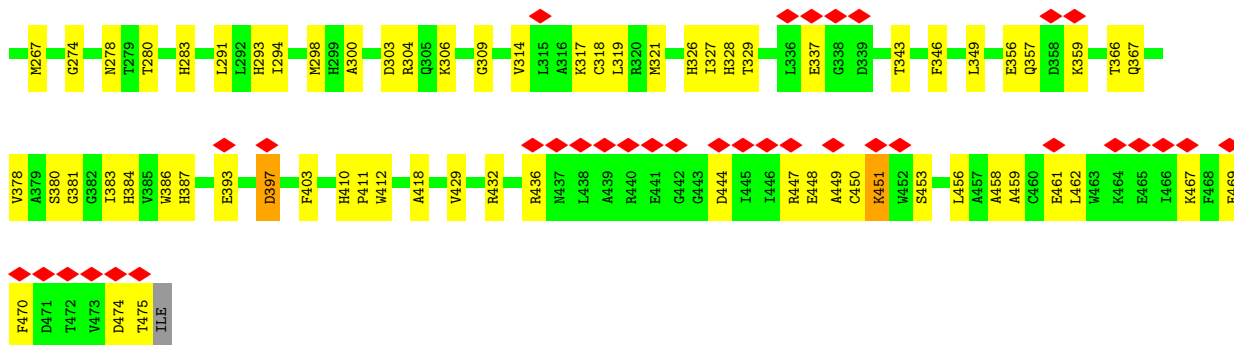 M267 G274 N278 T279 T280 H283 L291 L292 H293 I294 M298 H299 A300 D303 R304 Q305 K306 G309 V314 L315 A316 K317 C318 L319 R320 M321 H326 I327 H328 T329 L336 E337 G338 D339 T343 F346 L349 E356 Q357 D358 K359 T366 Q367
V378 A379 S380 G381 G382 I383 H384 V385 W386 H387 E393 D397 F403 H410 P411 W412 A418 V429 R432 R436 N437 L438 A439 R440 E441 G442 G443 D444 I445 I446 R447 E448 A449 C450 K451 W452 S453 L456 A457 A458 A459 C460 E461 L462 W463 K464 E465 I466 K467 F468 E469
F470 D471 T472 V473 D474 T475 ILE